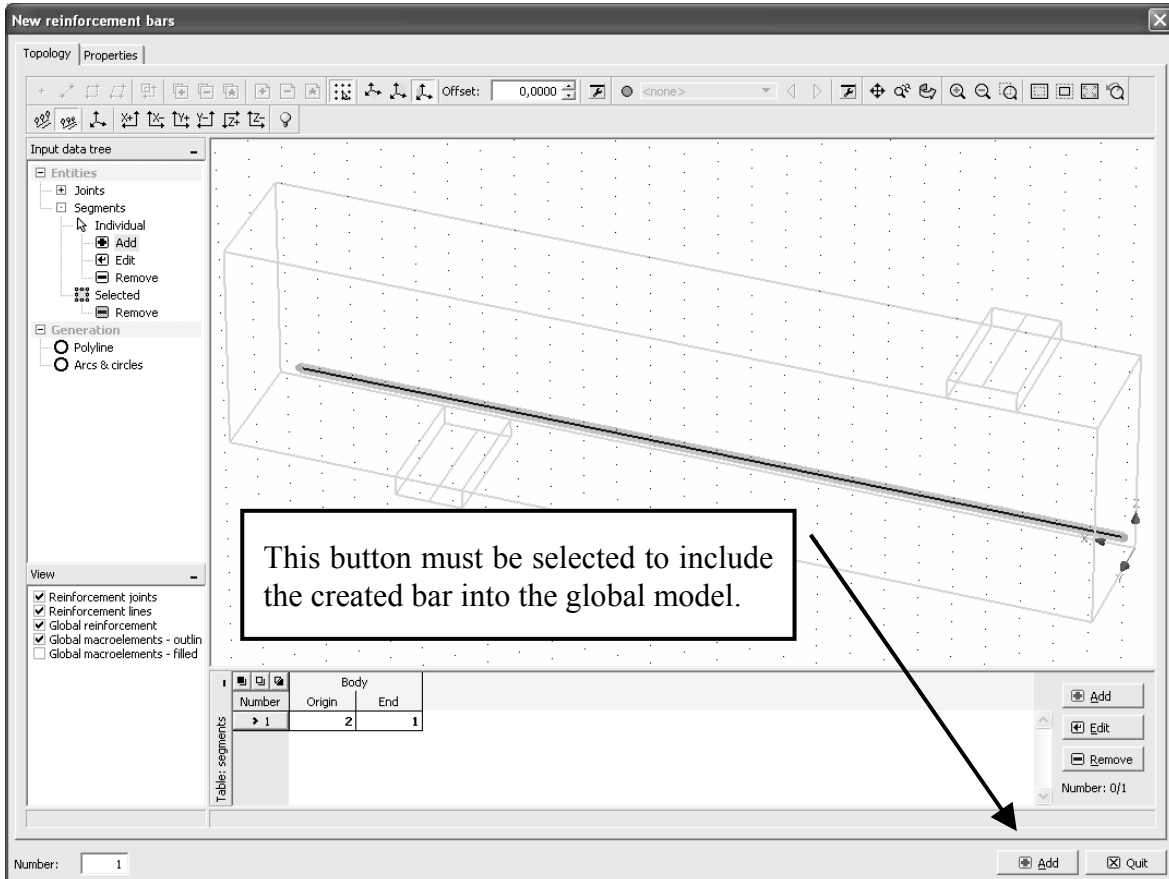 New reinforcement bars
Topology Properties
Offset: 0,0000 <none>
X+ X- Y+ Y- Z+ Z-
Input data tree
Entities
Joints
Segments
Individual
Add
Edit
Remove
Selected
Remove
Generation
Polyline
Arcs & circles
Z
X
Y
This button must be selected to include
the created bar into the global model.
View
Reinforcement joints
Reinforcement lines
Global reinforcement
Global macroelements - outlin
Global macroelements - filled
Table: segments
Body
Number Origin End
1 2 1
Add
Edit
Remove
Number: 0/1
Number: 1
Add Quit